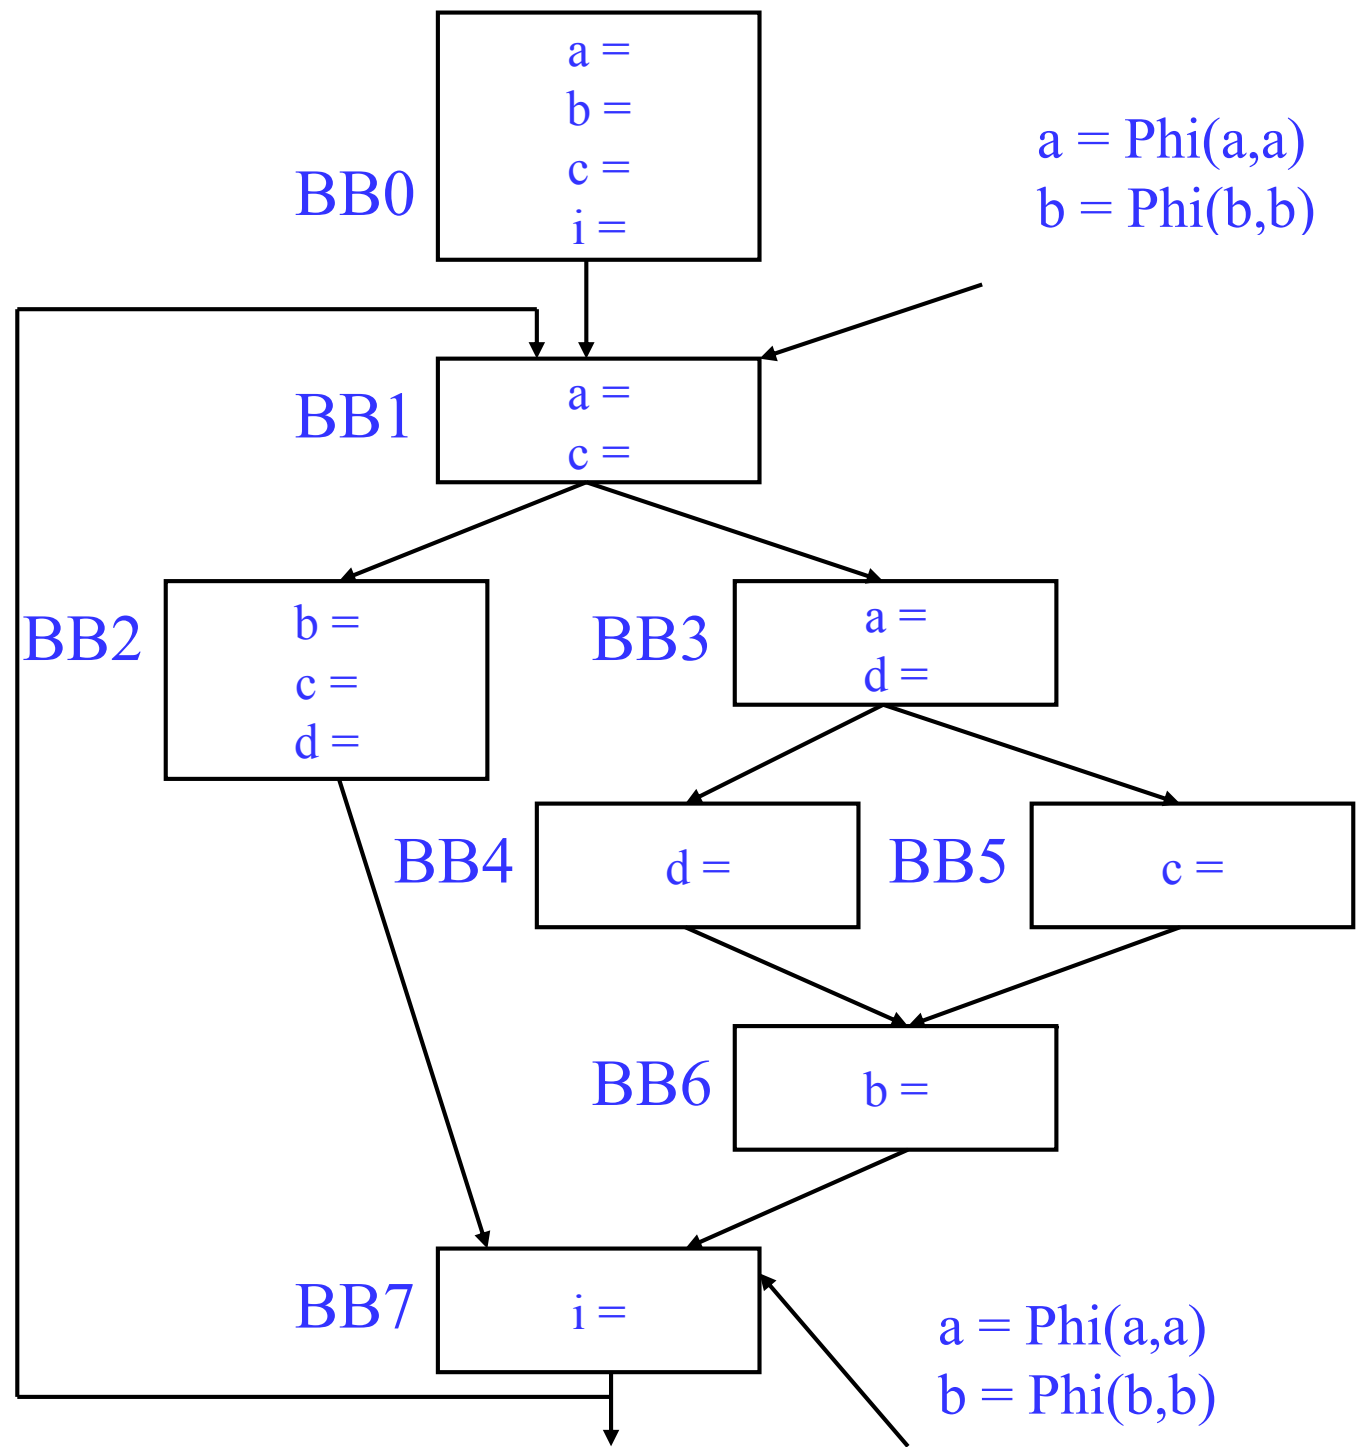 a =
b =
c =
i =
BB0
a = Phi(a,a)
b = Phi(b,b)
BB1
a =
c =
BB2
b =
c =
d =
BB3
a =
d =
BB4
d =
BB5
c =
BB6
b =
BB7
i =
a = Phi(a,a)
b = Phi(b,b)